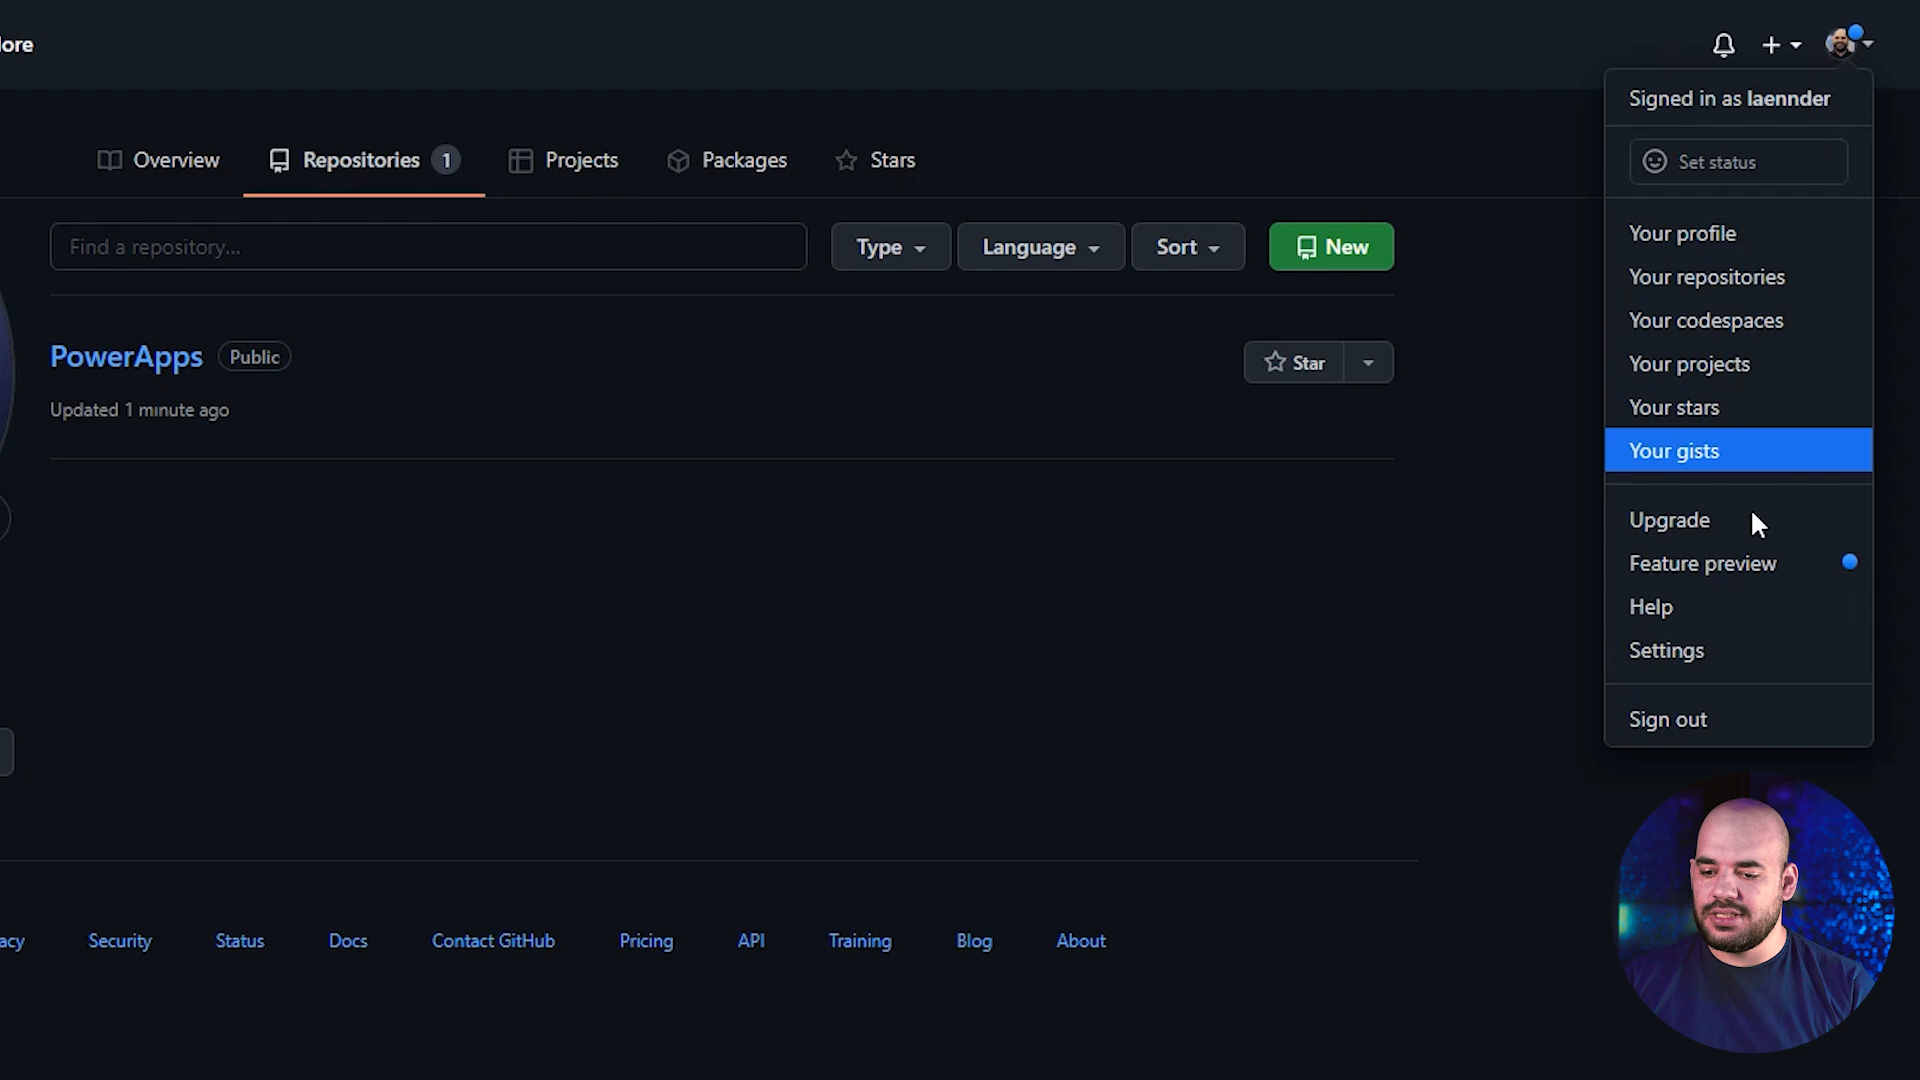 lore
Signed in as laennder
Set status
Overview
Repositories 1
Projects
Packages
Stars
Find a repository...
Type
Language
Sort
New
PowerApps Public
Star
Updated 1 minute ago
Your profile
Your repositories
Your codespaces
Your projects
Your stars
Your gists
Upgrade
Feature preview
Help
Settings
Sign out
acy
Security
Status
Docs
Contact GitHub
Pricing
API
Training
Blog
About